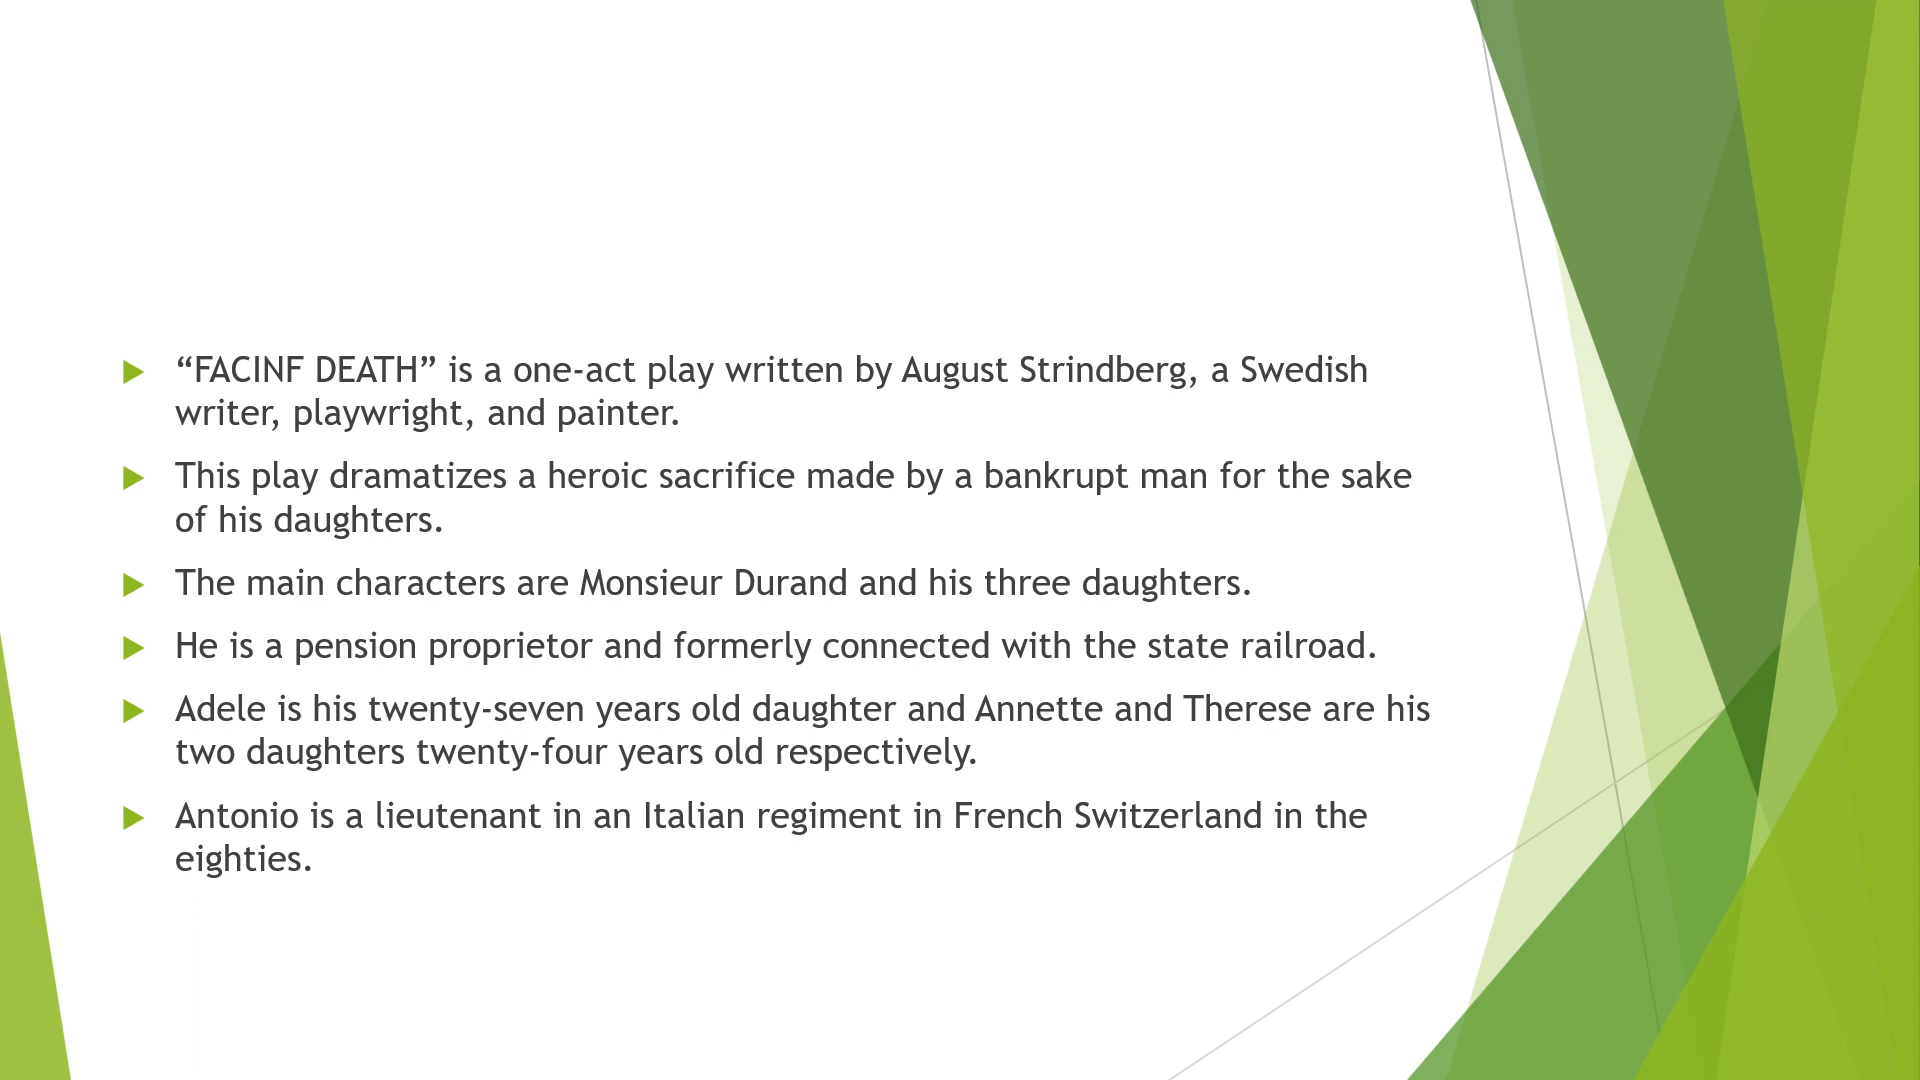 “FACINF DEATH” is a one-act play written by August Strindberg, a Swedish
writer, playwright, and painter.
This play dramatizes a heroic sacrifice made by a bankrupt man for the sake
of his daughters.
The main characters are Monsieur Durand and his three daughters.
He is a pension proprietor and formerly connected with the state railroad.
Adele is his twenty-seven years old daughter and Annette and Therese are his
two daughters twenty-four years old respectively.
Antonio is a lieutenant in an Italian regiment in French Switzerland in the
eighties.